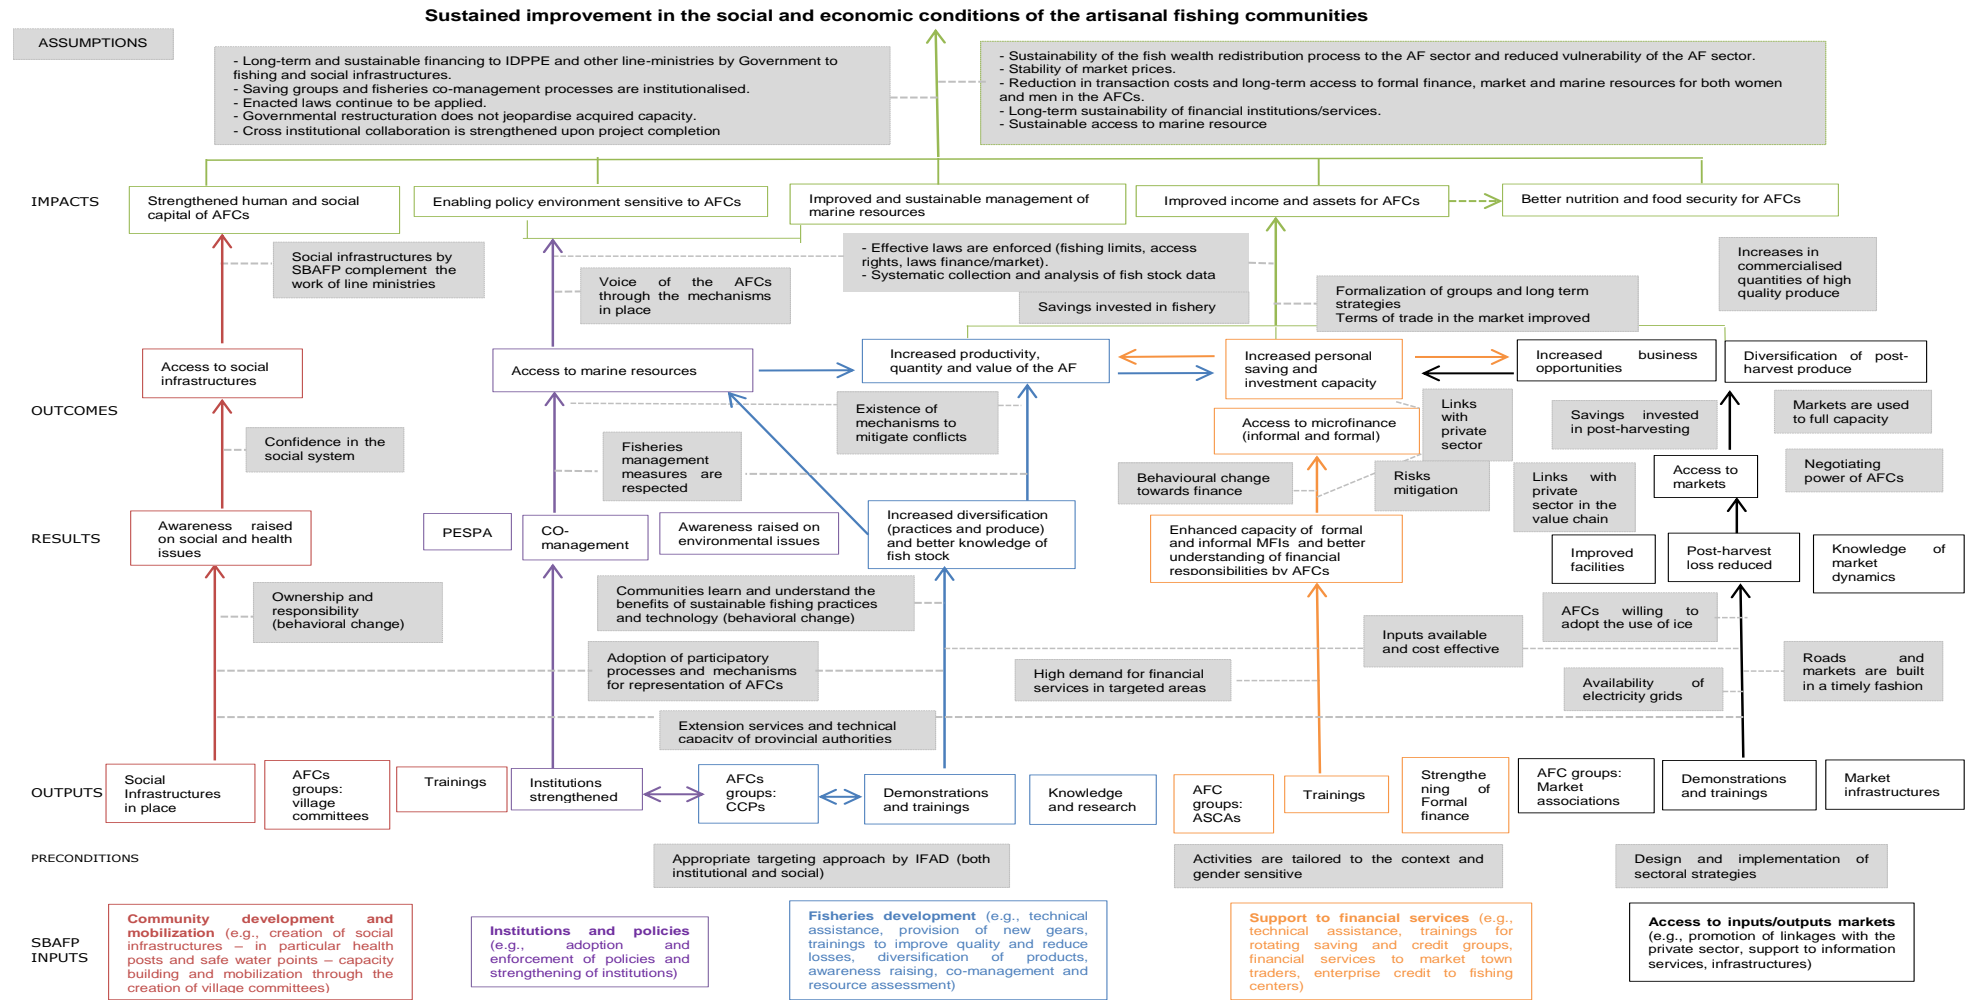 Sustained improvement in the social and economic conditions of the artisanal fishing communities
ASSUMPTIONS
- Long-term and sustainable financing to IDPPE and other line-ministries by Government to
fishing and social infrastructures.
- Saving groups and fisheries co-management processes are institutionalised.
- Enacted laws continue to be applied.
- Governmental restructuration does not jeopardise acquired capacity.
- Cross institutional collaboration is strengthened upon project completion
- Sustainability of the fish wealth redistribution process to the AF sector and reduced vulnerability of the AF sector.
- Stability of market prices.
- Reduction in transaction costs and long-term access to formal finance, market and marine resources for both women
and men in the AFCs.
- Long-term sustainability of financial institutions/services.
- Sustainable access to marine resource
IMPACTS
Strengthened human and social
capital of AFCs
Enabling policy environment sensitive to AFCs
Improved and sustainable management of
marine resources
Improved income and assets for AFCs
Better nutrition and food security for AFCs
Social infrastructures by
SBAFP complement the
work of line ministries
Voice of the AFCs
through the mechanisms
in place
- Effective laws are enforced (fishing limits, access
rights, laws finance/market).
- Systematic collection and analysis of fish stock data
Savings invested in fishery
Formalization of groups and long term
strategies
Terms of trade in the market improved
Increases in
commercialised
quantities of high
quality produce
OUTCOMES
Access to social
infrastructures
Access to marine resources
Increased productivity,
quantity and value of the AF
Increased personal
saving and
investment capacity
Increased business
opportunities
Diversification of post-
harvest produce
Access to microfinance
(informal and formal)
Existence of
mechanisms to
mitigate conflicts
Links
with
private
sector
Savings invested
in post-harvesting
Markets are used
to full capacity
Confidence in the
social system
Fisheries
management
measures are
respected
Behavioural change
towards finance
Risks
mitigation
Links with
private
sector in the
value chain
Access to
markets
Negotiating
power of AFCs
RESULTS
Awareness raised
on social and health
issues
PESPA
CO-
management
Awareness raised on
environmental issues
Increased diversification
(practices and produce)
and better knowledge of
fish stock
Enhanced capacity of formal
and informal MFIs and better
understanding of financial
responsibilities by AFCs
Improved
facilities
Post-harvest
loss reduced
Knowledge of
market
dynamics
Ownership and
responsibility
(behavioral change)
Communities learn and understand the
benefits of sustainable fishing practices
and technology (behavioral change)
AFCs willing to
adopt the use of ice
Inputs available
and cost effective
Adoption of participatory
processes and mechanisms
for representation of AFCs
High demand for financial
services in targeted areas
Availability of
electricity grids
Roads and
markets are built
in a timely fashion
Extension services and technical
capacity of provincial authorities
OUTPUTS
Social
Infrastructures
in place
AFCs
groups:
village
committees
Trainings
Institutions
strengthened
AFCs
groups:
CCPs
Demonstrations
and trainings
Knowledge
and research
AFC
groups:
ASCAs
Trainings
Strengthe
ning of
Formal
finance
AFC groups:
Market
associations
Demonstrations
and trainings
Market
infrastructures
PRECONDITIONS
Appropriate targeting approach by IFAD (both
institutional and social)
Activities are tailored to the context and
gender sensitive
Design and implementation of
sectoral strategies
SBAFP
INPUTS
Community development and
mobilization (e.g., creation of social
infrastructures – in particular health
posts and safe water points – capacity
building and mobilization through the
creation of village committees)
Institutions and policies
(e.g., adoption and
enforcement of policies and
strengthening of institutions)
Fisheries development (e.g., technical
assistance, provision of new gears,
trainings to improve quality and reduce
losses, diversification of products,
awareness raising, co-management and
resource assessment)
Support to financial services (e.g.,
technical assistance, trainings for
rotating saving and credit groups,
financial services to market town
traders, enterprise credit to fishing
centers)
Access to inputs/outputs markets
(e.g., promotion of linkages with the
private sector, support to information
services, infrastructures)